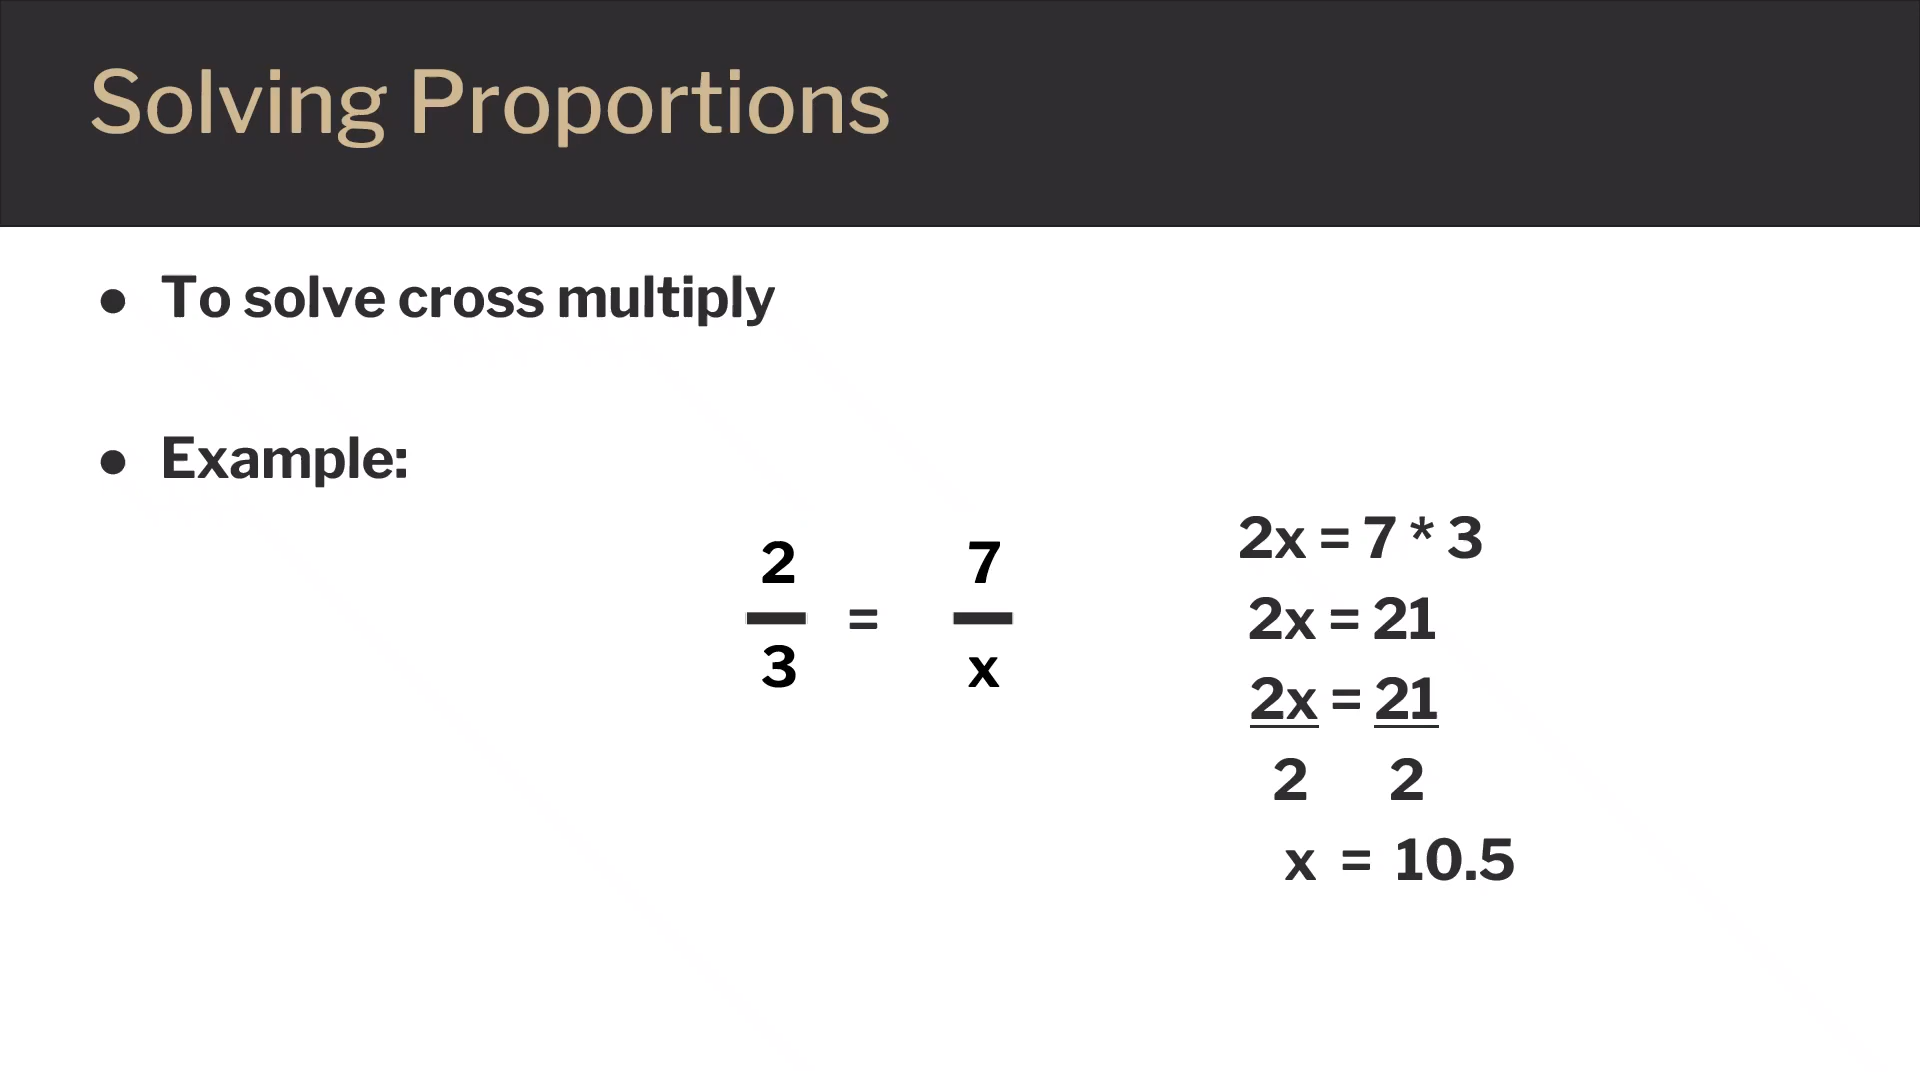 Solving Proportions
● To solve cross multiply
● Example:
2 = 7
3 x
2x = 7 * 3
2x = 21
2x = 21
2 2
x = 10.5